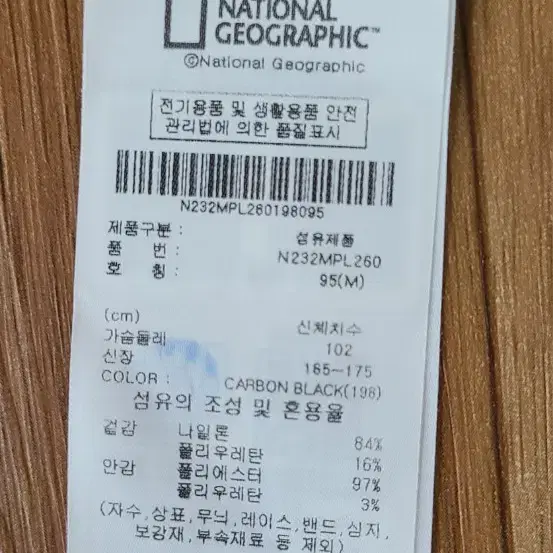 NATIONAL
GEOGRAPHIC™
©National Geographic
전기용품 및 생활용품 안전
관리법에 의한 품질표시
N232MPL260198095
제품구분 : 섬유제품
품 번 : N232MPL260
호 칭 : 95(M)
(cm) 신체치수
가슴둘레 102
신장 165-175
COLOR : CARBON BLACK(198)
섬유의 조성 및 혼용율
겉감 나일론 84%
폴리우레탄 16%
안감 폴리에스터 97%
폴리우레탄 3%
(자수,상표,무늬,레이스,밴드,심지,
보강재,부속재료 등 제외)